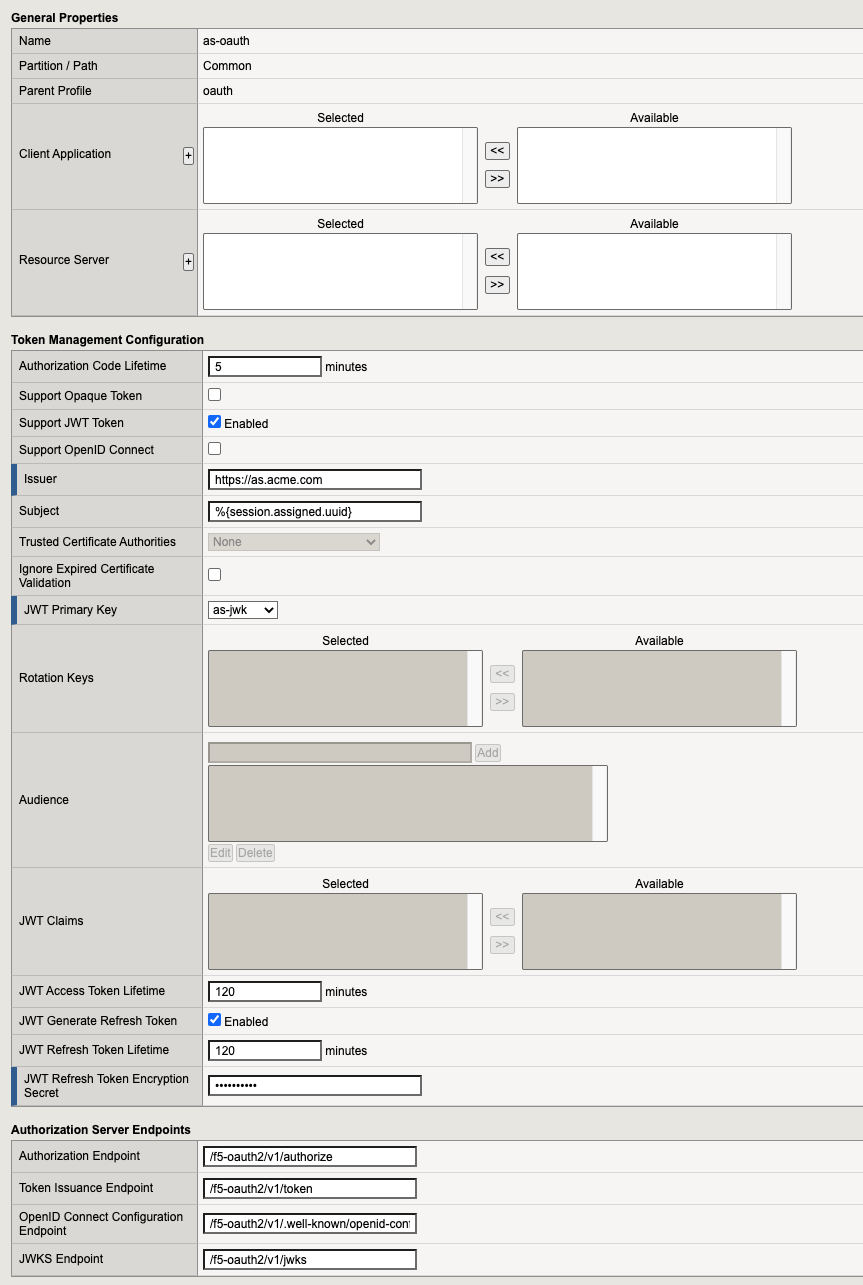 General Properties
Name as-oauth
Partition / Path Common
Parent Profile oauth
Selected Available
Client Application + << >>
Selected Available
Resource Server + << >>
Token Management Configuration
Authorization Code Lifetime 5 minutes
Support Opaque Token
Support JWT Token Enabled
Support OpenID Connect
Issuer https://as.acme.com
Subject %{session.assigned.uuid}
Trusted Certificate Authorities None
Ignore Expired Certificate
Validation
JWT Primary Key as-jwk
Selected Available
Rotation Keys << >>
Add
Audience
Edit Delete
Selected Available
JWT Claims << >>
JWT Access Token Lifetime 120 minutes
JWT Generate Refresh Token Enabled
JWT Refresh Token Lifetime 120 minutes
JWT Refresh Token Encryption
Secret ••••••••••
Authorization Server Endpoints
Authorization Endpoint /f5-oauth2/v1/authorize
Token Issuance Endpoint /f5-oauth2/v1/token
OpenID Connect Configuration
Endpoint /f5-oauth2/v1/.well-known/openid-con
JWKS Endpoint /f5-oauth2/v1/jwks